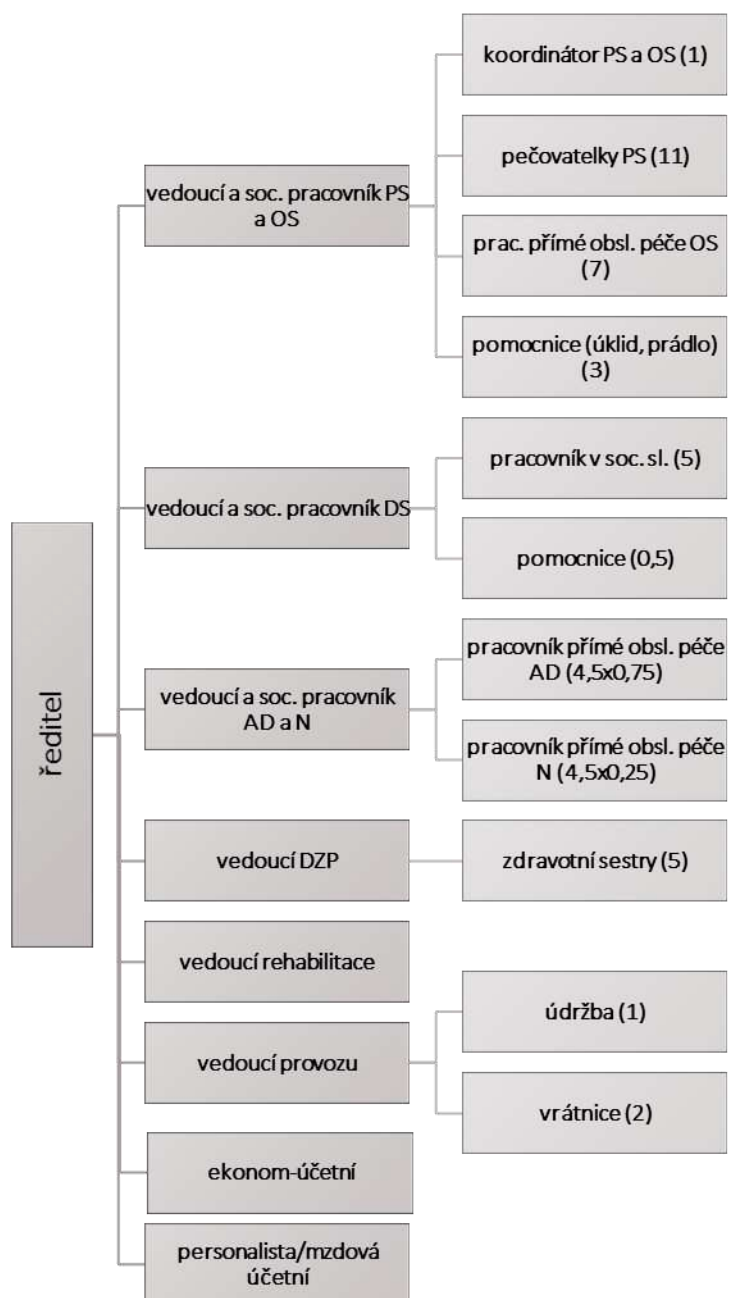 ředitel
vedoucí a soc. pracovník PS
a OS
koordinátor PS a OS (1)
pečovatelky PS (11)
prac. přímé obsl. péče OS
(7)
pomocnice (úklid, prádlo)
(3)
vedoucí a soc. pracovník DS
pracovník v soc. sl. (5)
pomocnice (0,5)
vedoucí a soc. pracovník
AD a N
pracovník přímé obsl. péče
AD (4,5x0,75)
pracovník přímé obsl. péče
N (4,5x0,25)
vedoucí DZP
zdravotní sestry (5)
vedoucí rehabilitace
vedoucí provozu
údržba (1)
vrátnice (2)
ekonom-účetní
personalista/mzdová
účetní